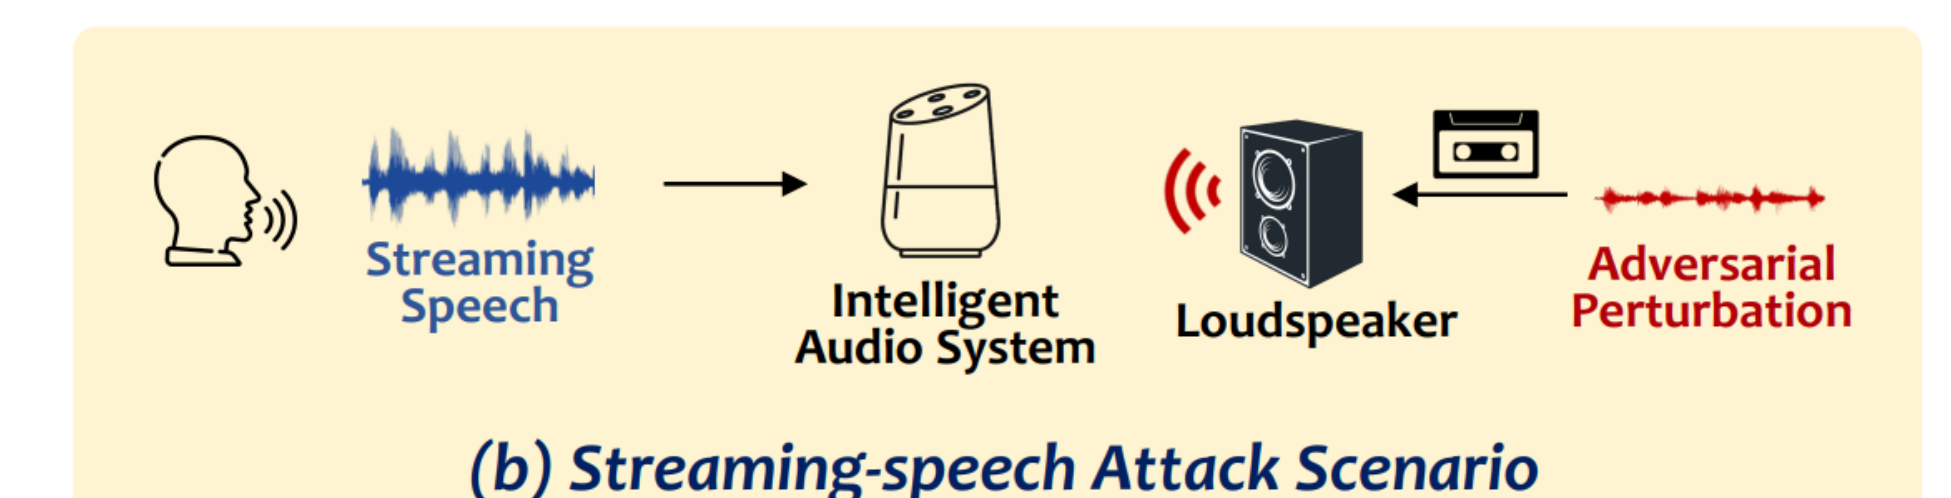 Streaming
Speech
Intelligent
Audio System
Loudspeaker
Adversarial
Perturbation
(b) Streaming-speech Attack Scenario